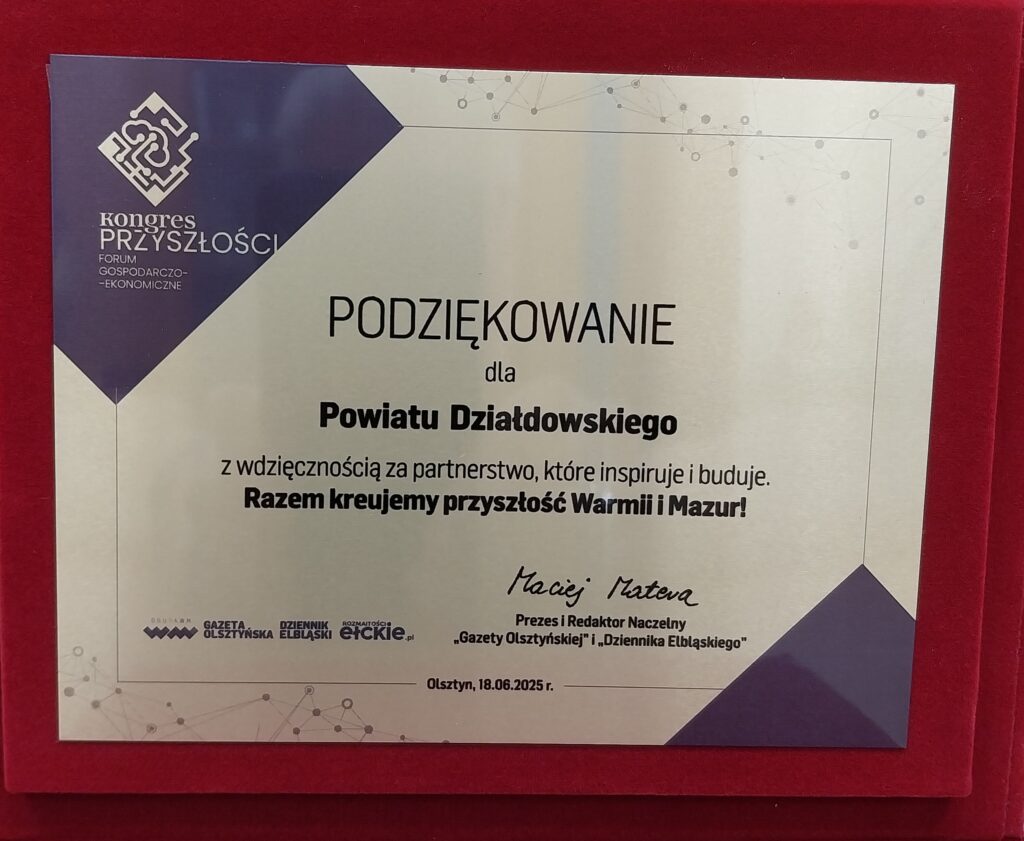 Kongres
PRZYSZŁOŚCI
FORUM
GOSPODARCZO-
-EKONOMICZNE
PODZIĘKOWANIE
dla
Powiatu Działdowskiego
z wdzięcznością za partnerstwo, które inspiruje i buduje.
Razem kreujemy przyszłość Warmii i Mazur!
Maciej Matera
Prezes i Redaktor Naczelny
„Gazety Olsztyńskiej” i „Dziennika Elbląskiego”
GAZETA
OLSZTYŃSKA
DZIENNIK
ELBLĄSKI
ROZMAITOŚCI
ełckie.pl
Olsztyn, 18.06.2025 r.